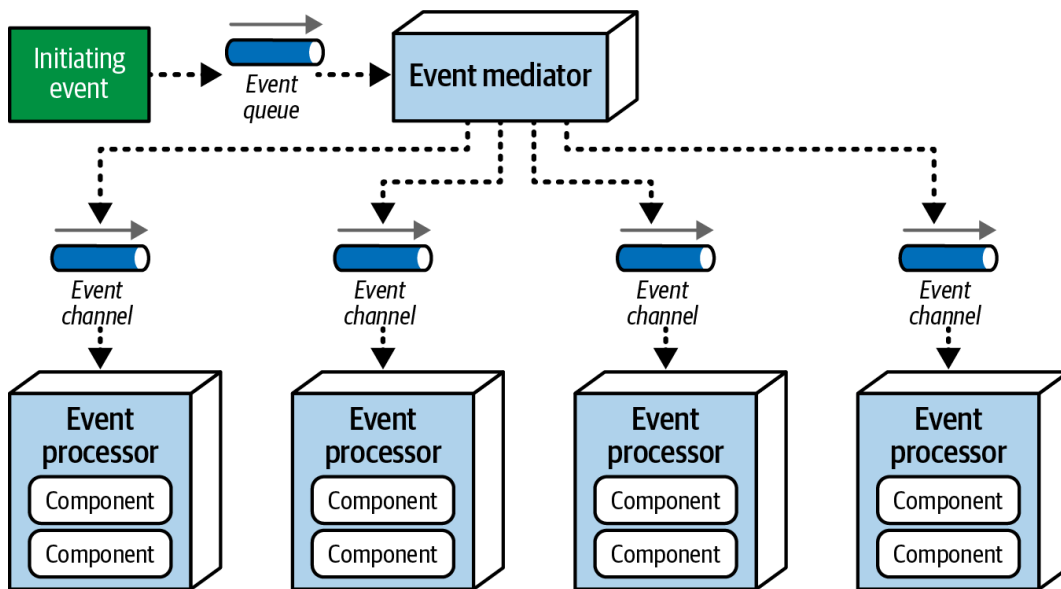 Initiating
event
Event
queue
Event mediator
Event
channel
Event
channel
Event
channel
Event
channel
Event
processor
Component
Component
Event
processor
Component
Component
Event
processor
Component
Component
Event
processor
Component
Component